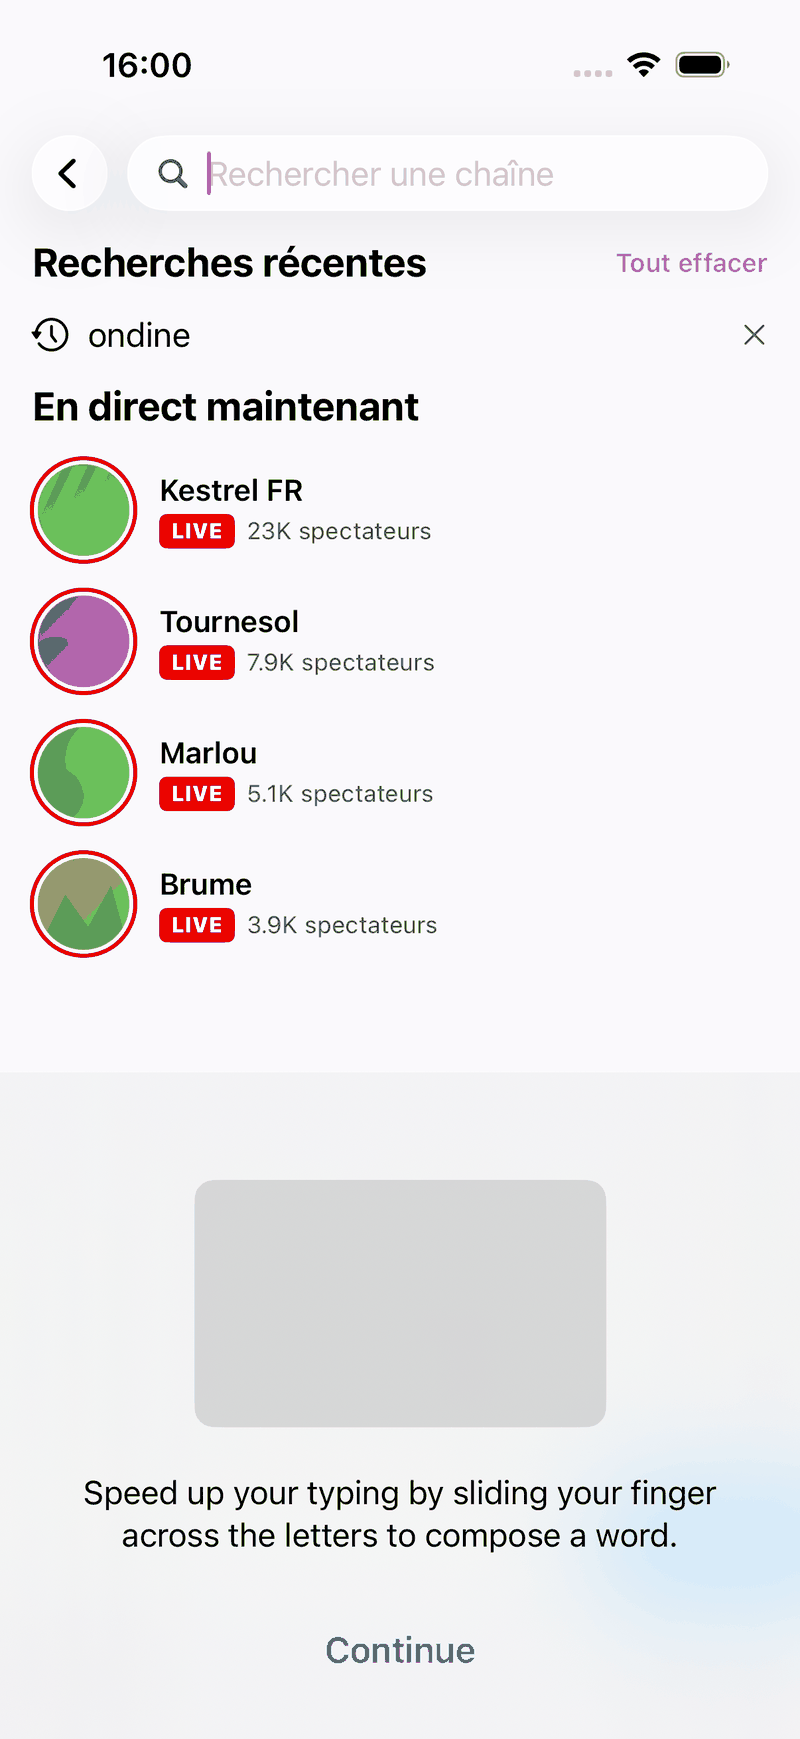 16:00
Rechercher une chaîne
Recherches récentes
Tout effacer
ondine
En direct maintenant
Kestrel FR
LIVE 23K spectateurs
Tournesol
LIVE 7.9K spectateurs
Marlou
LIVE 5.1K spectateurs
Brume
LIVE 3.9K spectateurs
Speed up your typing by sliding your finger
across the letters to compose a word.
Continue